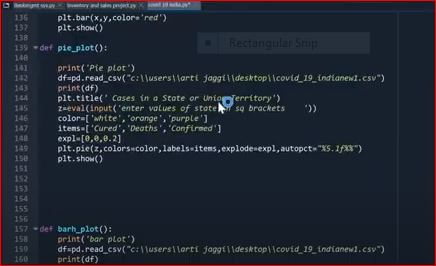 Bankmgmt sys.py Inventory and sales project.py covid 19 india.py*
136 plt.bar(x,y,color='red')
137 plt.show()
138
139 def pie_plot():
140
141 print('Pie plot')
142 df=pd.read_csv("c:\\users\\arti jaggi\\desktop\\covid_19_indianew1.csv")
143 print(df)
144 plt.title(' Cases in a State or Union Territory')
145 z=eval(input('enter values of state in sq brackets '))
146 color=['white','orange','purple']
147 items=['Cured','Deaths','Confirmed']
148 expl=[0,0,0.2]
149 plt.pie(z,colors=color,labels=items,explode=expl,autopct="%5.1f%%")
150 plt.show()
151
152
153
154
155
156
157 def barh_plot():
158 print('bar plot')
159 df=pd.read_csv("c:\\users\\arti jaggi\\desktop\\covid_19_indianew1.csv")
160 print(df)
Rectangular Snip